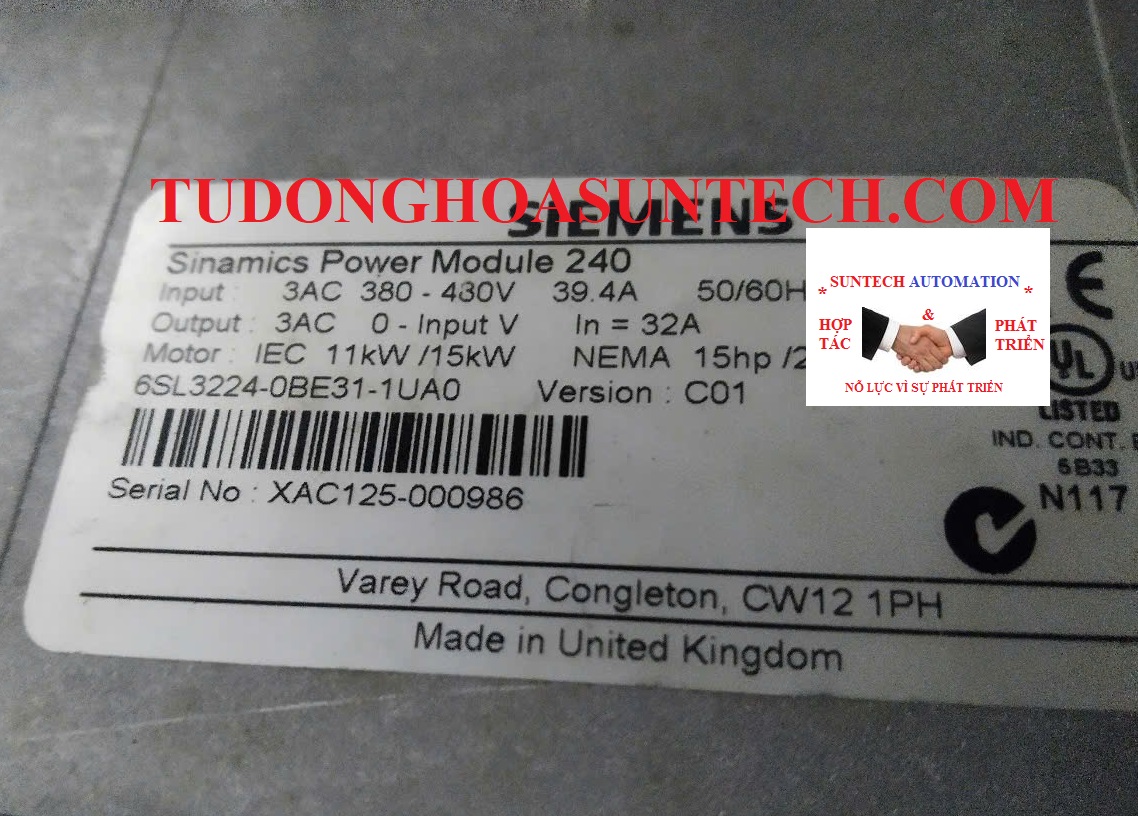 TUDONGHOASUNTECH.COM
SIEMENS
Sinamics Power Module 240
Input : 3AC 380 - 480V 39.4A 50/60H
Output : 3AC 0 - Input V In = 32A
Motor : IEC 11kW /15kW NEMA 15hp /2
6SL3224-0BE31-1UA0 Version : C01
Serial No : XAC125-000986
SUNTECH AUTOMATION
* & *
HỢP TÁC
PHÁT TRIỂN
NỖ LỰC VÌ SỰ PHÁT TRIỂN
CE
UL
LISTED
IND. CONT.
5B33
N117
Varey Road, Congleton, CW12 1PH
Made in United Kingdom